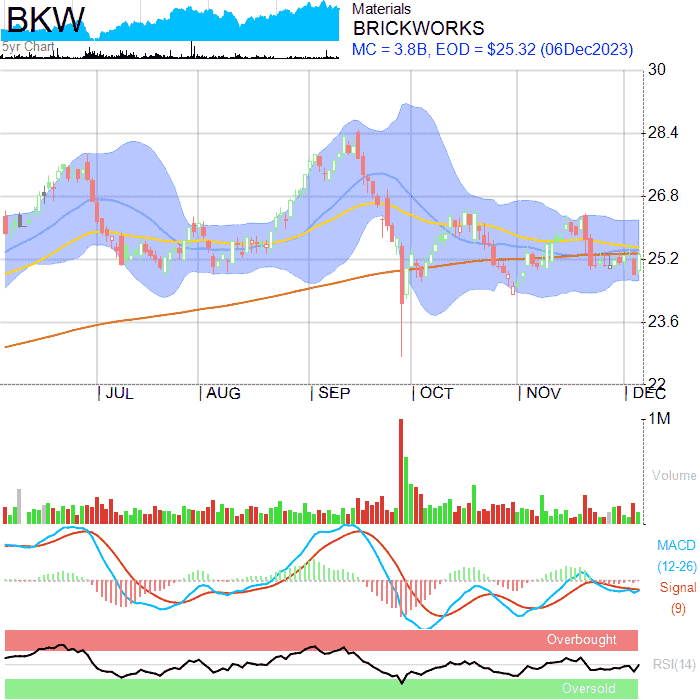 BKW
5yr Chart
Materials
BRICKWORKS
MC = 3.8B, EOD = $25.32 (06Dec2023)
30
28.4
26.8
25.2
23.6
22
| JUL | AUG | SEP | OCT | NOV | DEC
1M
Volume
MACD
(12-26)
Signal
(9)
Overbought
RSI(14)
Oversold